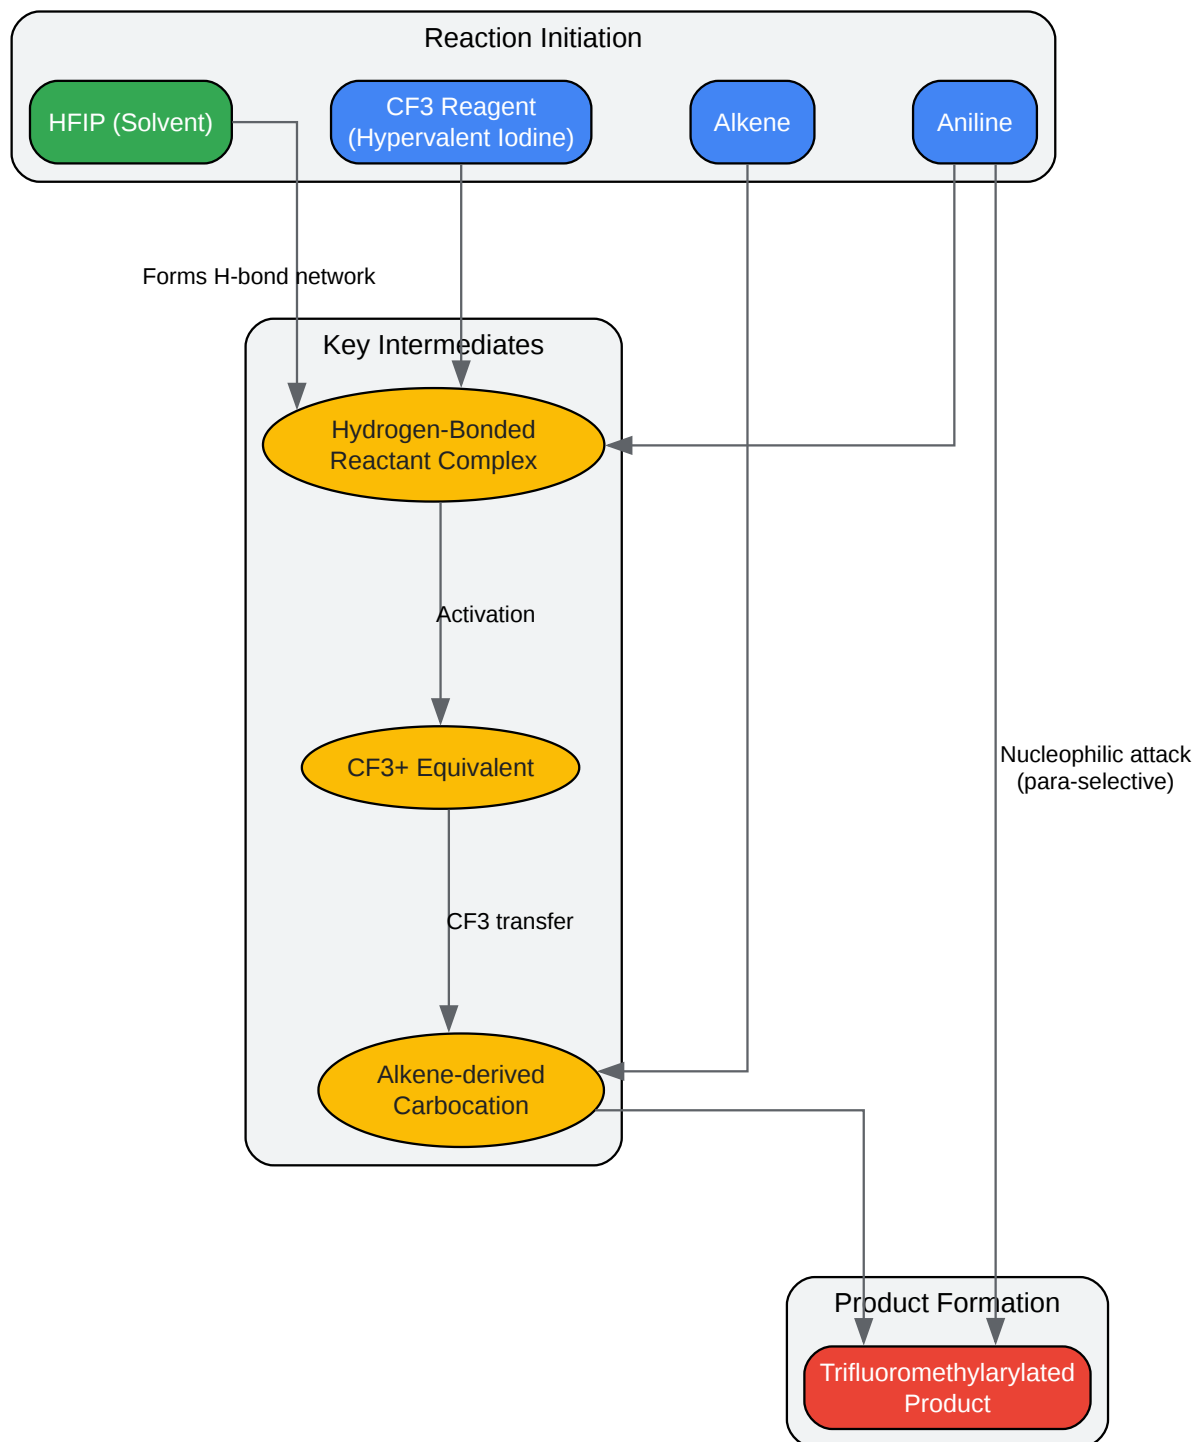 Reaction Initiation
HFIP (Solvent)
CF3 Reagent
(Hypervalent Iodine)
Alkene
Aniline
Forms H-bond network
Key Intermediates
Hydrogen-Bonded
Reactant Complex
Activation
Nucleophilic attack
(para-selective)
CF3+ Equivalent
CF3 transfer
Alkene-derived
Carbocation
Product Formation
Trifluoromethylarylated
Product